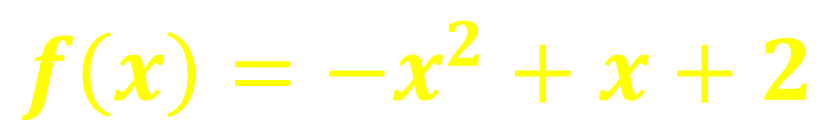 f(x) = −x² + x + 2